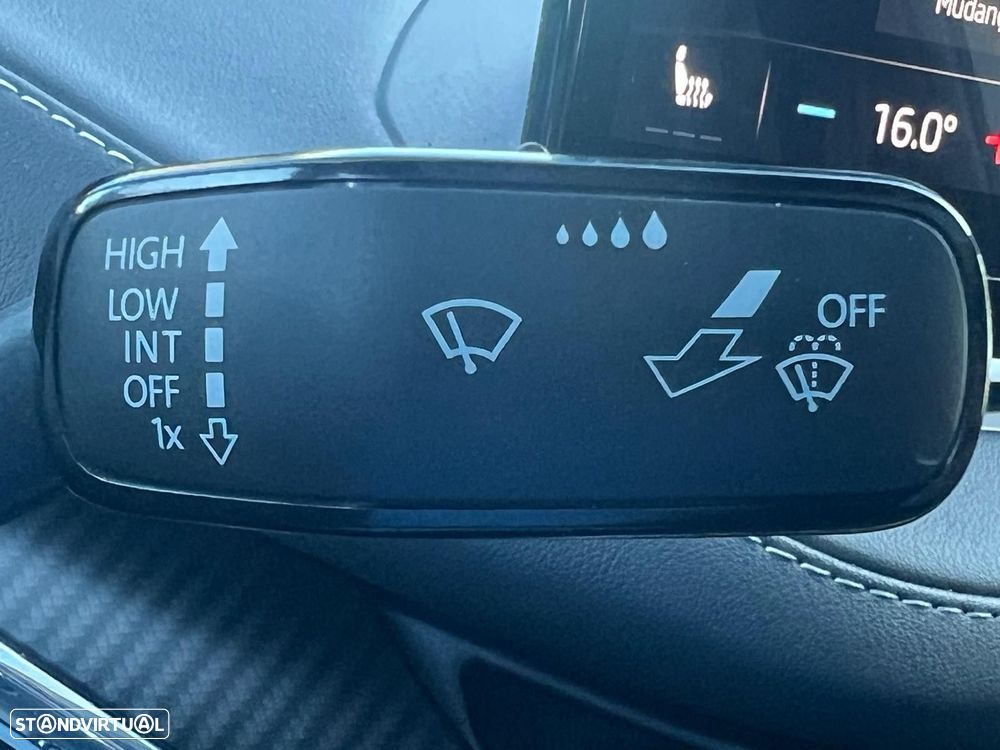 Mudan
16.0°
HIGH
LOW
INT
OFF
1x
OFF
STANDVIRTUAL